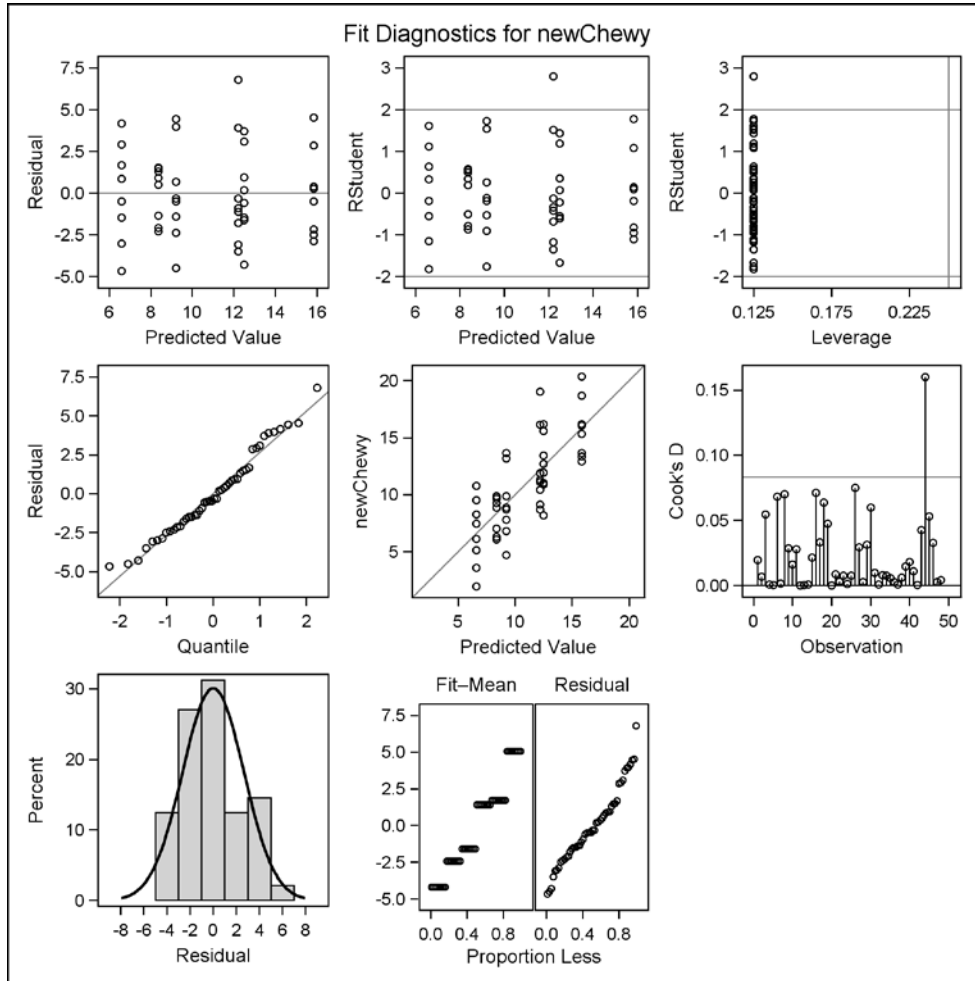 Fit Diagnostics for newChewy
7.5
5.0
2.5
0.0
-2.5
-5.0
Residual
6 8 10 12 14 16
Predicted Value
3
2
1
0
-1
-2
RStudent
6 8 10 12 14 16
Predicted Value
3
2
1
0
-1
-2
RStudent
0.125 0.175 0.225
Leverage
7.5
5.0
2.5
0.0
-2.5
-5.0
Residual
-2 -1 0 1 2
Quantile
20
15
10
5
newChewy
5 10 15 20
Predicted Value
0.15
0.10
0.05
0.00
Cook's D
0 10 20 30 40 50
Observation
30
20
10
0
Percent
-8 -6 -4 -2 0 2 4 6 8
Residual
Fit–Mean Residual
7.5
5.0
2.5
0.0
-2.5
-5.0
0.0 0.4 0.8 0.0 0.4 0.8
Proportion Less